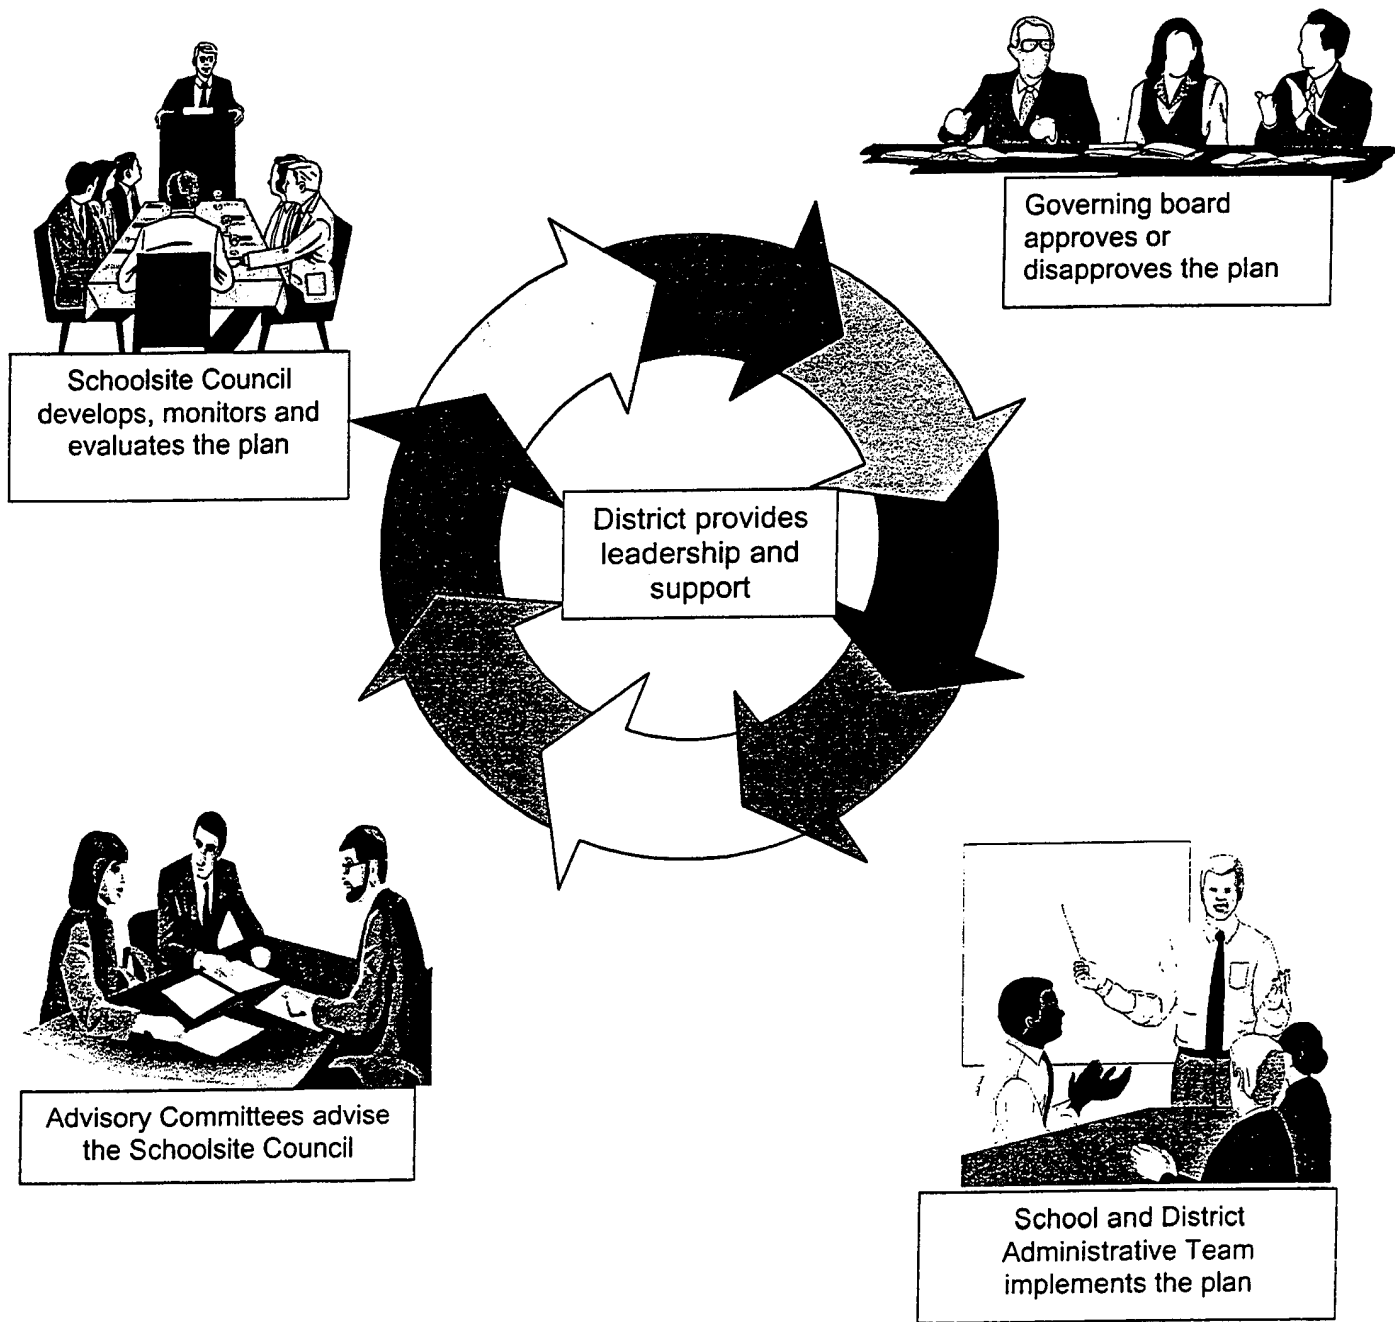 Governing board
approves or
disapproves the plan
Schoolsite Council
develops, monitors and
evaluates the plan
District provides
leadership and
support
Advisory Committees advise
the Schoolsite Council
School and District
Administrative Team
implements the plan